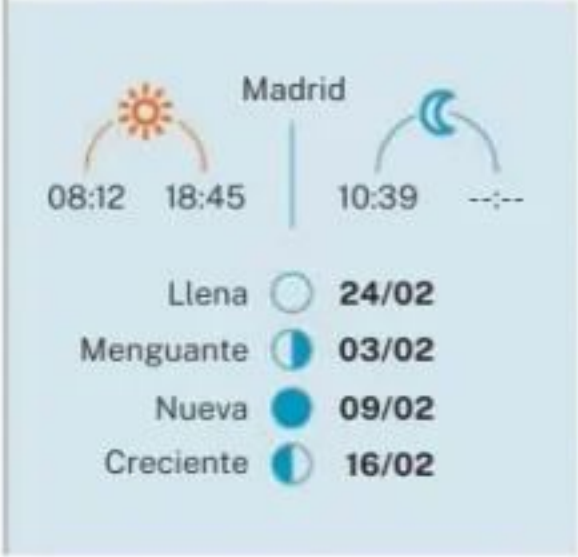 Madrid
08:12 18:45 10:39 --:--
Llena 24/02
Menguante 03/02
Nueva 09/02
Creciente 16/02